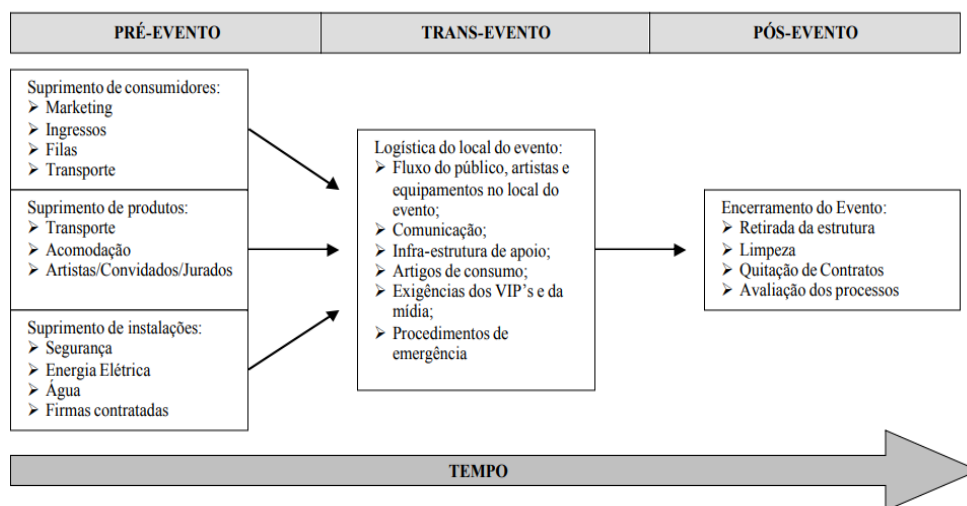 PRÉ-EVENTO
TRANS-EVENTO
PÓS-EVENTO
Suprimento de consumidores:
➢ Marketing
➢ Ingressos
➢ Filas
➢ Transporte
Suprimento de produtos:
➢ Transporte
➢ Acomodação
➢ Artistas/Convidados/Jurados
Suprimento de instalações:
➢ Segurança
➢ Energia Elétrica
➢ Água
➢ Firmas contratadas
Logística do local do evento:
➢ Fluxo do público, artistas e
equipamentos no local do
evento;
➢ Comunicação;
➢ Infra-estrutura de apoio;
➢ Artigos de consumo;
➢ Exigências dos VIP’s e da
mídia;
➢ Procedimentos de
emergência
Encerramento do Evento:
➢ Retirada da estrutura
➢ Limpeza
➢ Quitação de Contratos
➢ Avaliação dos processos
TEMPO